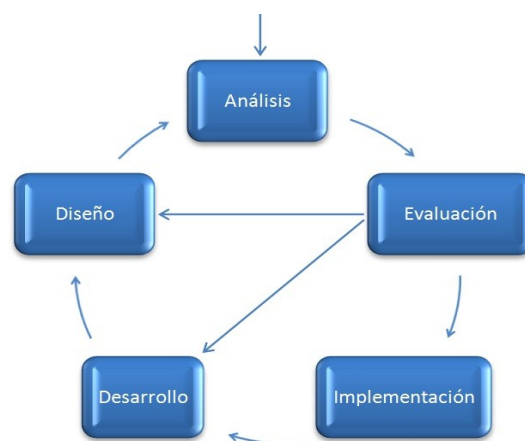 Análisis
Diseño
Evaluación
Desarrollo
Implementación